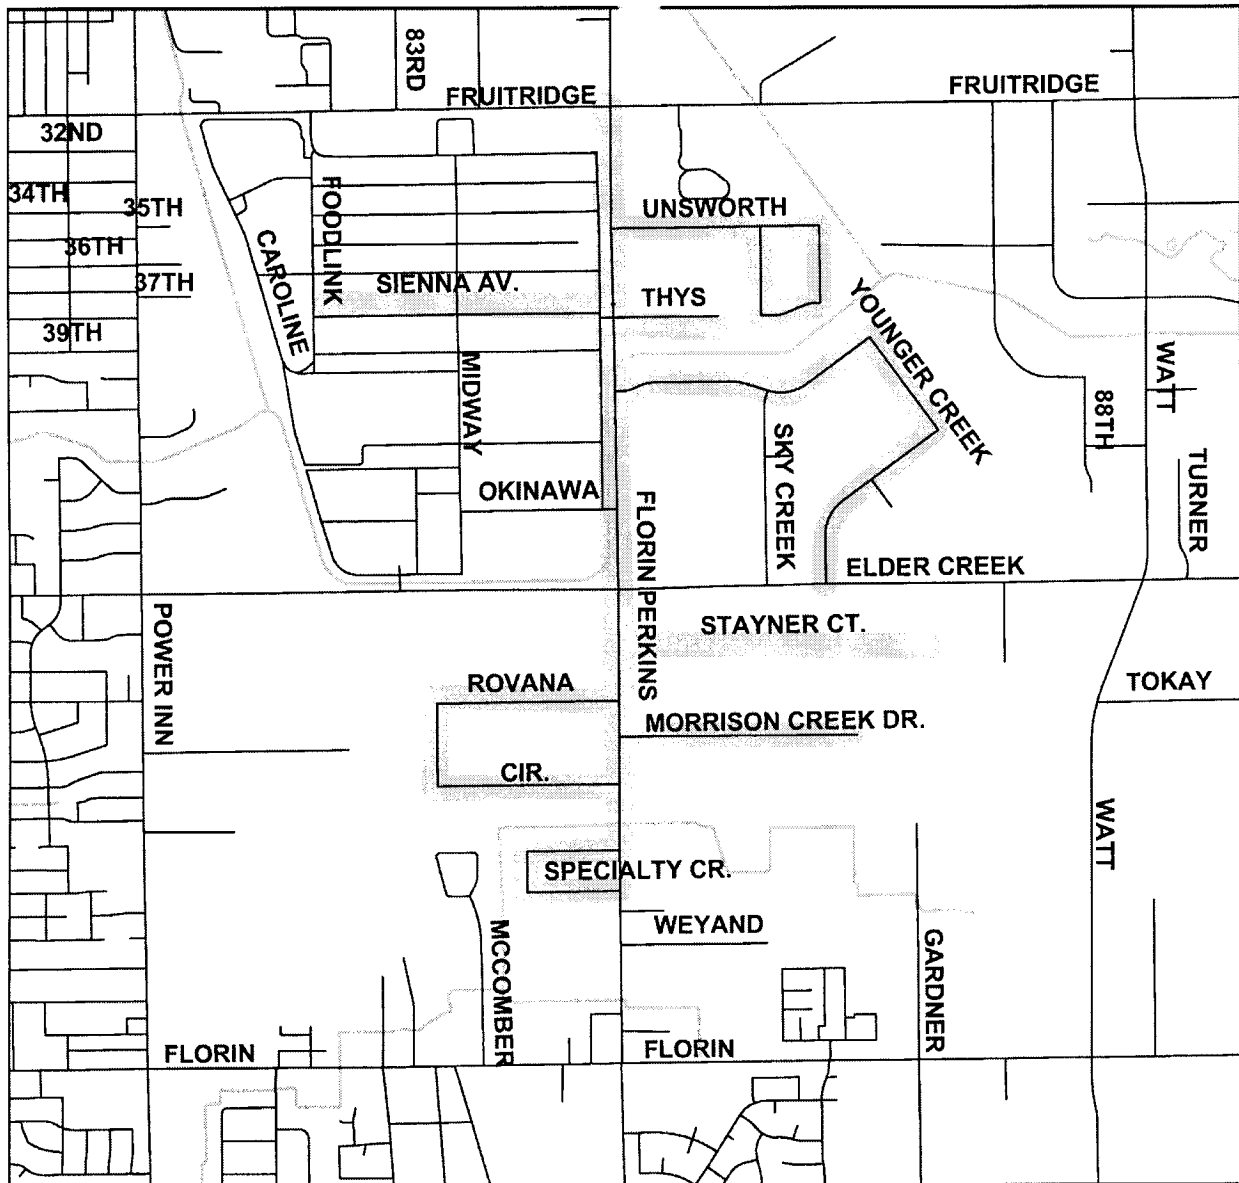 83RD
FRUITRIDGE
FRUITRIDGE
32ND
34TH
35TH
FOODLINK
UNSWORTH
36TH
CAROLINE
37TH
SIENNA AV.
THYS
YOUNGER CREEK
39TH
MIDWAY
WATT
88TH
SKY CREEK
TURNER
OKINAWA
FLORIN PERKINS
ELDER CREEK
POWER INN
STAYNER CT.
ROVANA
TOKAY
MORRISON CREEK DR.
CIR.
WATT
SPECIALTY CR.
WEYAND
MCCOMBER
GARDNER
FLORIN
FLORIN